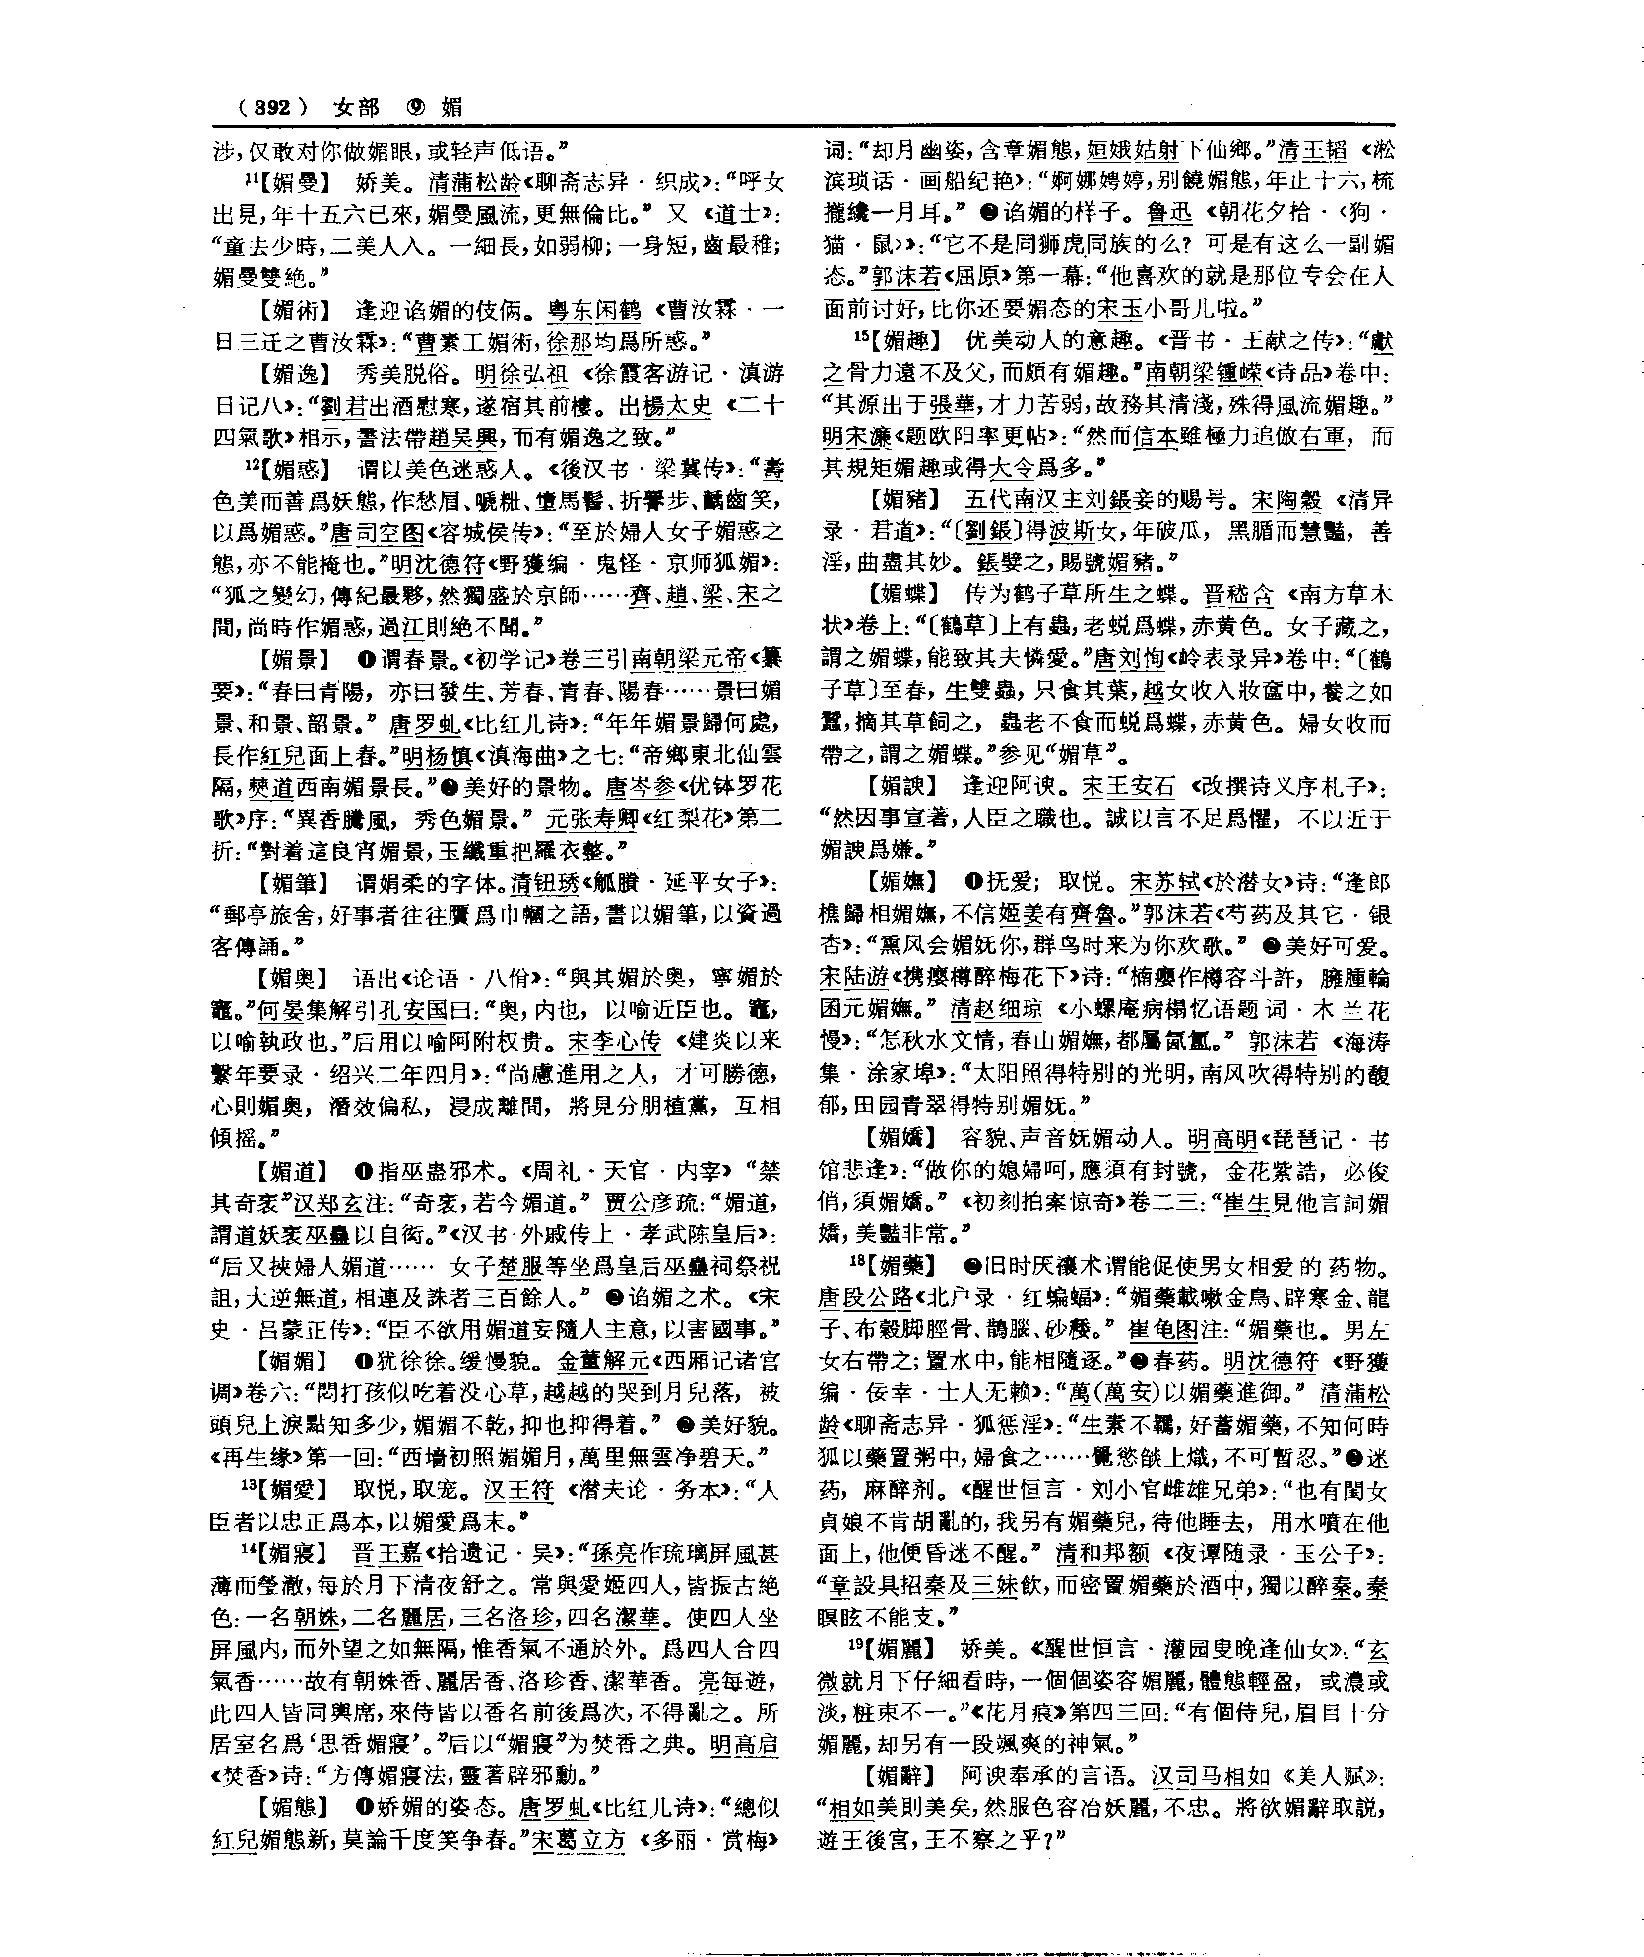 （392） 女部 ⑨ 媚
涉，仅敢对你做媚眼，或轻声低语。”
¹¹【媚曼】 娇美。清蒲松龄《聊斋志异·织成》：“呼女
出見，年十五六已來，媚曼風流，更無倫比。”又《道士》：
“童去少時，二美人入。一細長，如弱柳；一身短，齒最稚；
媚曼雙絶。”
【媚術】 逢迎谄媚的伎俩。粤东闲鹤《曹汝霖·一
日三迁之曹汝霖》：“曹素工媚術，徐那均爲所惑。”
【媚逸】 秀美脱俗。明徐弘祖《徐霞客游记·滇游
日记八》：“劉君出酒慰寒，遂宿其前樓。出楊太史《二十
四氣歌》相示，書法帶趙吴興，而有媚逸之致。”
¹²【媚惑】 谓以美色迷惑人。《後汉书·梁冀传》：“壽
色美而善爲妖態，作愁眉、嗁粧、墮馬髻、折要步、齲齒笑，
以爲媚惑。”唐司空图《容城侯传》：“至於婦人女子媚惑之
態，亦不能掩也。”明沈德符《野獲编·鬼怪·京师狐媚》：
“狐之變幻，傳紀最夥，然獨盛於京師……齊、趙、梁、宋之
間，尚時作媚惑，過江則絶不聞。”
【媚景】 ❶谓春景。《初学记》卷三引南朝梁元帝《纂
要》：“春曰青陽，亦曰發生、芳春、青春、陽春……景曰媚
景、和景、韶景。”唐罗虬《比红儿诗》：“年年媚景歸何處，
長作紅兒面上春。”明杨慎《滇海曲》之七：“帝鄉東北仙雲
隔，僰道西南媚景長。”❷美好的景物。唐岑参《优钵罗花
歌》序：“異香騰風，秀色媚景。”元张寿卿《红梨花》第二
折：“對着這良宵媚景，玉纖重把羅衣整。”
【媚筆】 谓娟柔的字体。清钮琇《觚賸·延平女子》：
“郵亭旅舍，好事者往往贋爲巾幗之語，書以媚筆，以資過
客傳誦。”
【媚奥】 语出《论语·八佾》：“與其媚於奥，寧媚於
竈。”何晏集解引孔安国曰：“奥，内也，以喻近臣也。竈，
以喻執政也。”后用以喻阿附权贵。宋李心传《建炎以来
繫年要录·绍兴二年四月》：“尚慮進用之人，才可勝德，
心則媚奥，潛效偏私，浸成離間，將見分朋植黨，互相
傾摇。”
【媚道】 ❶指巫蛊邪术。《周礼·天官·内宰》“禁
其奇衺”汉郑玄注：“奇衺，若今媚道。”贾公彦疏：“媚道，
謂道妖衺巫蠱以自衒。”《汉书·外戚传上·孝武陈皇后》：
“后又挾婦人媚道……女子楚服等坐爲皇后巫蠱祠祭祝
詛，大逆無道，相連及誅者三百餘人。”❷谄媚之术。《宋
史·吕蒙正传》：“臣不欲用媚道妄隨人主意，以害國事。”
【媚媚】 ❶犹徐徐。缓慢貌。金董解元《西厢记诸宫
调》卷六：“悶打孩似吃着没心草，越越的哭到月兒落，被
頭兒上淚點知多少，媚媚不乾，抑也抑得着。”❷美好貌。
《再生缘》第一回：“西墻初照媚媚月，萬里無雲净碧天。”
¹³【媚愛】 取悦，取宠。汉王符《潜夫论·务本》：“人
臣者以忠正爲本，以媚愛爲末。”
¹⁴【媚寢】 晋王嘉《拾遗记·吴》：“孫亮作琉璃屏風甚
薄而瑩澈，每於月下清夜舒之。常與愛姬四人，皆振古絶
色：一名朝姝，二名麗居，三名洛珍，四名潔華。使四人坐
屏風内，而外望之如無隔，惟香氣不通於外。爲四人合四
氣香……故有朝姝香、麗居香、洛珍香、潔華香。亮每遊，
此四人皆同輿席，來侍皆以香名前後爲次，不得亂之。所
居室名爲‘思香媚寢’。”后以“媚寢”为焚香之典。明高启
《焚香》诗：“方傳媚寢法，靈著辟邪勳。”
【媚態】 ❶娇媚的姿态。唐罗虬《比红儿诗》：“總似
紅兒媚態新，莫論千度笑争春。”宋葛立方《多丽·赏梅》
词：“却月幽姿，含章媚態，姮娥姑射下仙鄉。”清王韬《淞
滨琐话·画船纪艳》：“婀娜娉婷，别饒媚態，年止十六，梳
攏纔一月耳。”❷谄媚的样子。鲁迅《朝花夕拾·〈狗·
猫·鼠〉》：“它不是同狮虎同族的么？可是有这么一副媚
态。”郭沫若《屈原》第一幕：“他喜欢的就是那位专会在人
面前讨好，比你还要媚态的宋玉小哥儿啦。”
¹⁵【媚趣】 优美动人的意趣。《晋书·王献之传》：“獻
之骨力遠不及父，而頗有媚趣。”南朝梁锺嵘《诗品》卷中：
“其源出于張華，才力苦弱，故務其清淺，殊得風流媚趣。”
明宋濂《题欧阳率更帖》：“然而信本雖極力追倣右軍，而
其規矩媚趣或得大令爲多。”
【媚豬】 五代南汉主刘鋹妾的赐号。宋陶縠《清异
录·君道》：“〔劉鋹〕得波斯女，年破瓜，黑腯而慧豔，善
淫，曲盡其妙。鋹嬖之，賜號媚豬。”
【媚蝶】 传为鹤子草所生之蝶。晋嵇含《南方草木
状》卷上：“〔鶴草〕上有蟲，老蜕爲蝶，赤黄色。女子藏之，
謂之媚蝶，能致其夫憐愛。”唐刘恂《岭表录异》卷中：“〔鶴
子草〕至春，生雙蟲，只食其葉，越女收入妝奩中，養之如
蠶，摘其草飼之，蟲老不食而蜕爲蝶，赤黄色。婦女收而
帶之，謂之媚蝶。”参见“媚草”。
【媚諛】 逢迎阿谀。宋王安石《改撰诗义序札子》：
“然因事宣著，人臣之職也。誠以言不足爲懼，不以近于
媚諛爲嫌。”
【媚嫵】 ❶抚爱；取悦。宋苏轼《於潜女》诗：“逢郎
樵歸相媚嫵，不信姬姜有齊魯。”郭沫若《芍药及其它·银
杏》：“熏风会媚妩你，群鸟时来为你欢歌。”❷美好可爱。
宋陆游《携瘿樽醉梅花下》诗：“楠癭作樽容斗許，擁腫輪
囷元媚嫵。”清赵细琼《小螺庵病榻忆语题词·木兰花
慢》：“怎秋水文情，春山媚嫵，都屬氤氲。”郭沫若《海涛
集·涂家埠》：“太阳照得特别的光明，南风吹得特别的馥
郁，田园青翠得特别媚妩。”
【媚嬌】 容貌、声音妩媚动人。明高明《琵琶记·书
馆悲逢》：“做你的媳婦呵，應須有封號，金花紫誥，必俊
俏，須媚嬌。”《初刻拍案惊奇》卷二三：“崔生見他言詞媚
嬌，美豔非常。”
¹⁸【媚藥】 ❶旧时厌禳术谓能促使男女相爱的药物。
唐段公路《北户录·红蝙蝠》：“媚藥載嗽金鳥、辟寒金、龍
子、布穀脚脛骨、鵲腦、砂挼。”崔龟图注：“媚藥也。男左
女右帶之；置水中，能相隨逐。”❷春药。明沈德符《野獲
编·佞幸·士人无赖》：“萬（萬安）以媚藥進御。”清蒲松
龄《聊斋志异·狐惩淫》：“生素不羈，好蓄媚藥，不知何時
狐以藥置粥中，婦食之……覺慾燄上熾，不可暫忍。”❸迷
药，麻醉剂。《醒世恒言·刘小官雌雄兄弟》：“也有閨女
貞娘不肯胡亂的，我另有媚藥兒，待他睡去，用水噴在他
面上，他便昏迷不醒。”清和邦额《夜谭随录·玉公子》：
“章設具招秦及三妹飲，而密置媚藥於酒中，獨以醉秦。秦
瞑眩不能支。”
¹⁹【媚麗】 娇美。《醒世恒言·灌园叟晚逢仙女》：“玄
微就月下仔細看時，一個個姿容媚麗，體態輕盈，或濃或
淡，粧束不一。”《花月痕》第四三回：“有個侍兒，眉目十分
媚麗，却另有一段颯爽的神氣。”
【媚辭】 阿谀奉承的言语。汉司马相如《美人赋》：
“相如美則美矣，然服色容冶妖麗，不忠。將欲媚辭取説，
遊王後宫，王不察之乎？”